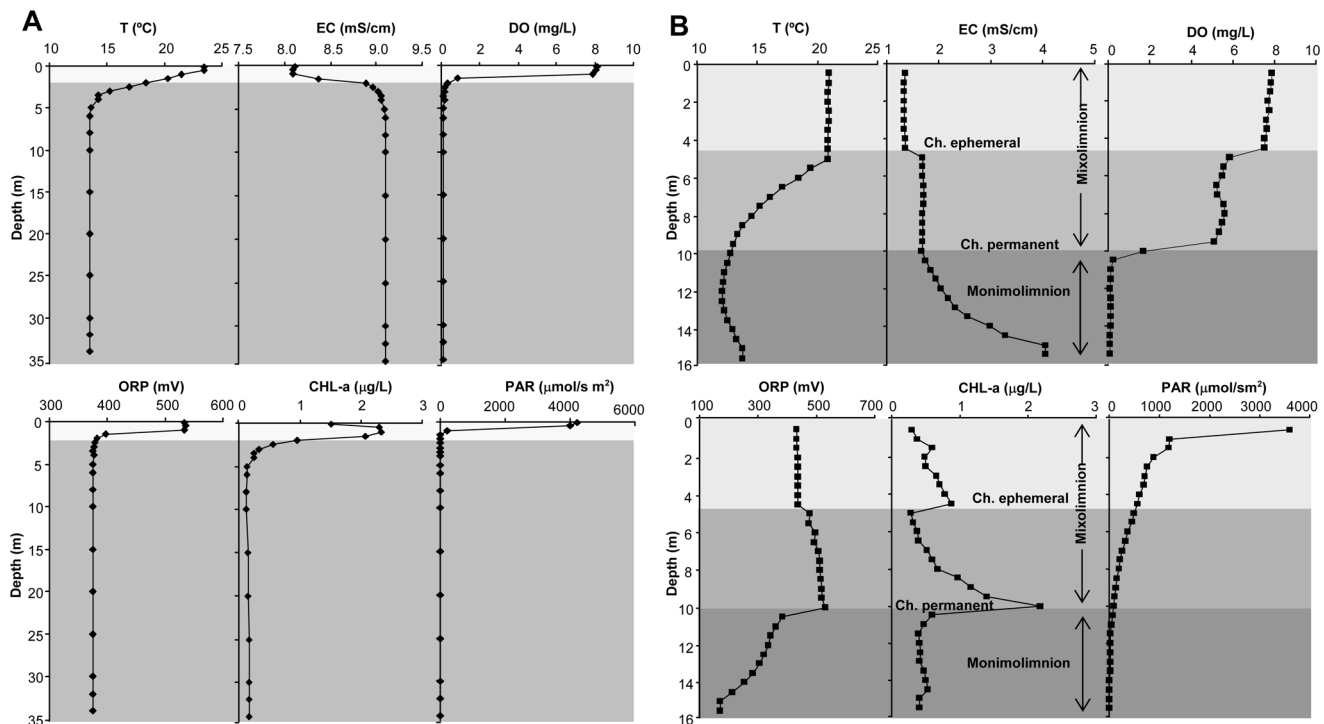 A
T (ºC)
EC (mS/cm)
DO (mg/L)
10 15 20 25
7.5 8.0 8.5 9.0 9.5
0 2 4 6 8 10
0
5
10
15
20
25
30
35
Depth (m)
ORP (mV)
CHL-a (µg/L)
PAR (µmol/s m²)
300 400 500 600
0 1 2 3
0 2000 4000 6000
0
5
10
15
20
25
30
35
Depth (m)
B
T (ºC)
EC (mS/cm)
DO (mg/L)
10 15 20 25
1 2 3 4 5
0 2 4 6 8 10
0
2
4
6
8
10
12
14
16
Depth (m)
Ch. ephemeral
Mixolimnion
Ch. permanent
Monimolimnion
ORP (mV)
CHL-a (µg/L)
PAR (µmol/sm²)
100 300 500 700
0 1 2 3
0 1000 2000 3000 4000
0
2
4
6
8
10
12
14
16
Depth (m)
Ch. ephemeral
Mixolimnion
Ch. permanent
Monimolimnion